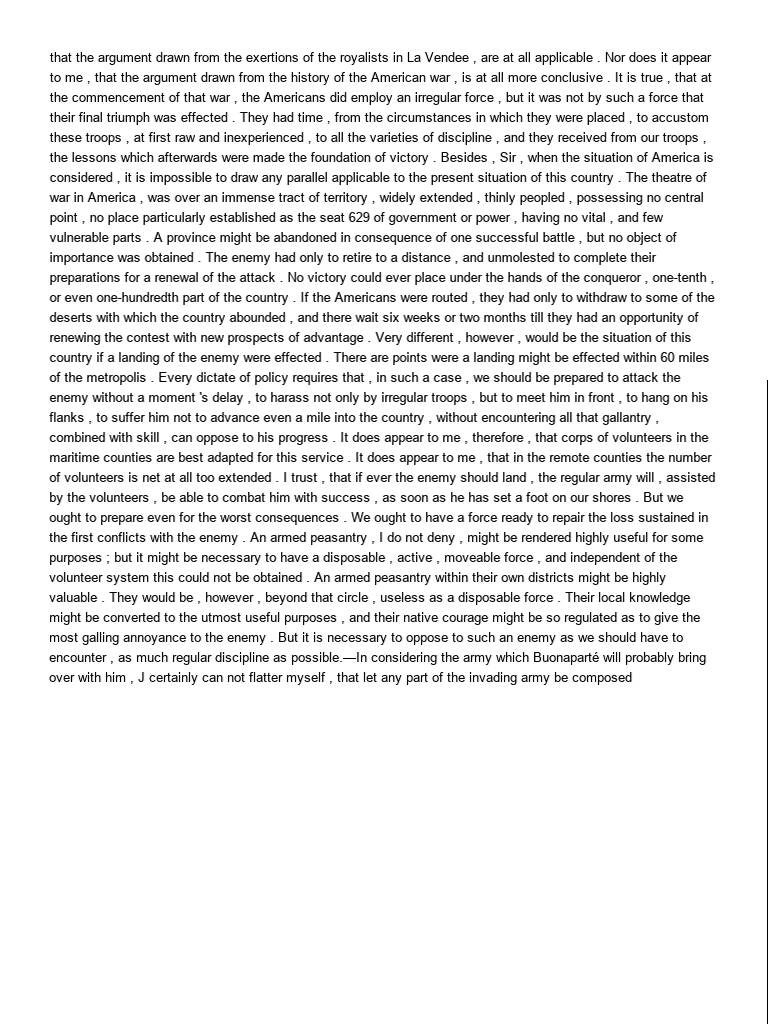 that the argument drawn from the exertions of the royalists in La Vendee , are at all applicable . Nor does it appear
to me , that the argument drawn from the history of the American war , is at all more conclusive . It is true , that at
the commencement of that war , the Americans did employ an irregular force , but it was not by such a force that
their final triumph was effected . They had time , from the circumstances in which they were placed , to accustom
these troops , at first raw and inexperienced , to all the varieties of discipline , and they received from our troops ,
the lessons which afterwards were made the foundation of victory . Besides , Sir , when the situation of America is
considered , it is impossible to draw any parallel applicable to the present situation of this country . The theatre of
war in America , was over an immense tract of territory , widely extended , thinly peopled , possessing no central
point , no place particularly established as the seat 629 of government or power , having no vital , and few
vulnerable parts . A province might be abandoned in consequence of one successful battle , but no object of
importance was obtained . The enemy had only to retire to a distance , and unmolested to complete their
preparations for a renewal of the attack . No victory could ever place under the hands of the conqueror , one-tenth ,
or even one-hundredth part of the country . If the Americans were routed , they had only to withdraw to some of the
deserts with which the country abounded , and there wait six weeks or two months till they had an opportunity of
renewing the contest with new prospects of advantage . Very different , however , would be the situation of this
country if a landing of the enemy were effected . There are points were a landing might be effected within 60 miles
of the metropolis . Every dictate of policy requires that , in such a case , we should be prepared to attack the
enemy without a moment 's delay , to harass not only by irregular troops , but to meet him in front , to hang on his
flanks , to suffer him not to advance even a mile into the country , without encountering all that gallantry ,
combined with skill , can oppose to his progress . It does appear to me , therefore , that corps of volunteers in the
maritime counties are best adapted for this service . It does appear to me , that in the remote counties the number
of volunteers is net at all too extended . I trust , that if ever the enemy should land , the regular army will , assisted
by the volunteers , be able to combat him with success , as soon as he has set a foot on our shores . But we
ought to prepare even for the worst consequences . We ought to have a force ready to repair the loss sustained in
the first conflicts with the enemy . An armed peasantry , I do not deny , might be rendered highly useful for some
purposes ; but it might be necessary to have a disposable , active , moveable force , and independent of the
volunteer system this could not be obtained . An armed peasantry within their own districts might be highly
valuable . They would be , however , beyond that circle , useless as a disposable force . Their local knowledge
might be converted to the utmost useful purposes , and their native courage might be so regulated as to give the
most galling annoyance to the enemy . But it is necessary to oppose to such an enemy as we should have to
encounter , as much regular discipline as possible.—In considering the army which Buonaparté will probably bring
over with him , J certainly can not flatter myself , that let any part of the invading army be composed